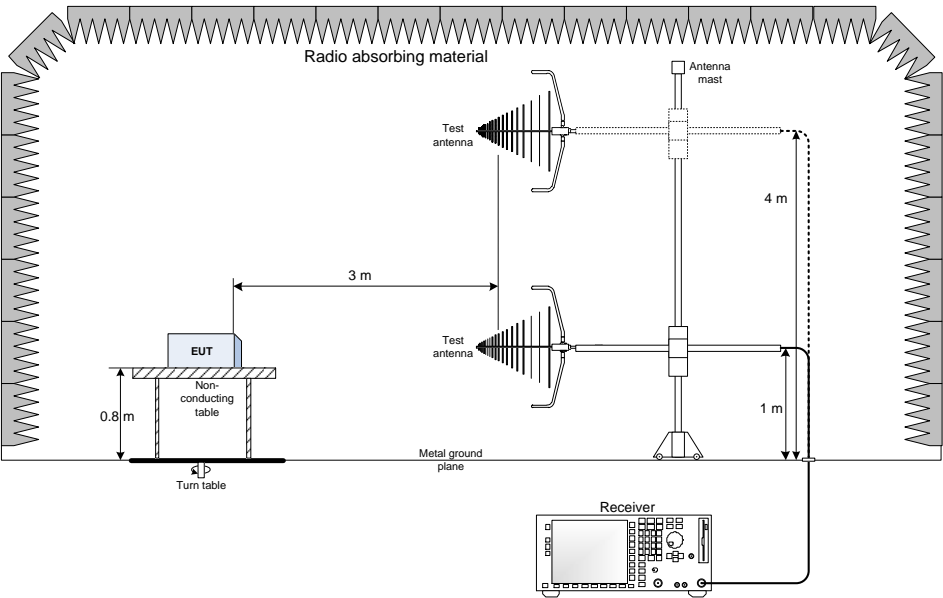 Radio absorbing material
Antenna
mast
Test
antenna
4 m
3 m
Test
antenna
EUT
Non-
conducting
table
0.8 m
1 m
Metal ground
plane
Turn table
Receiver